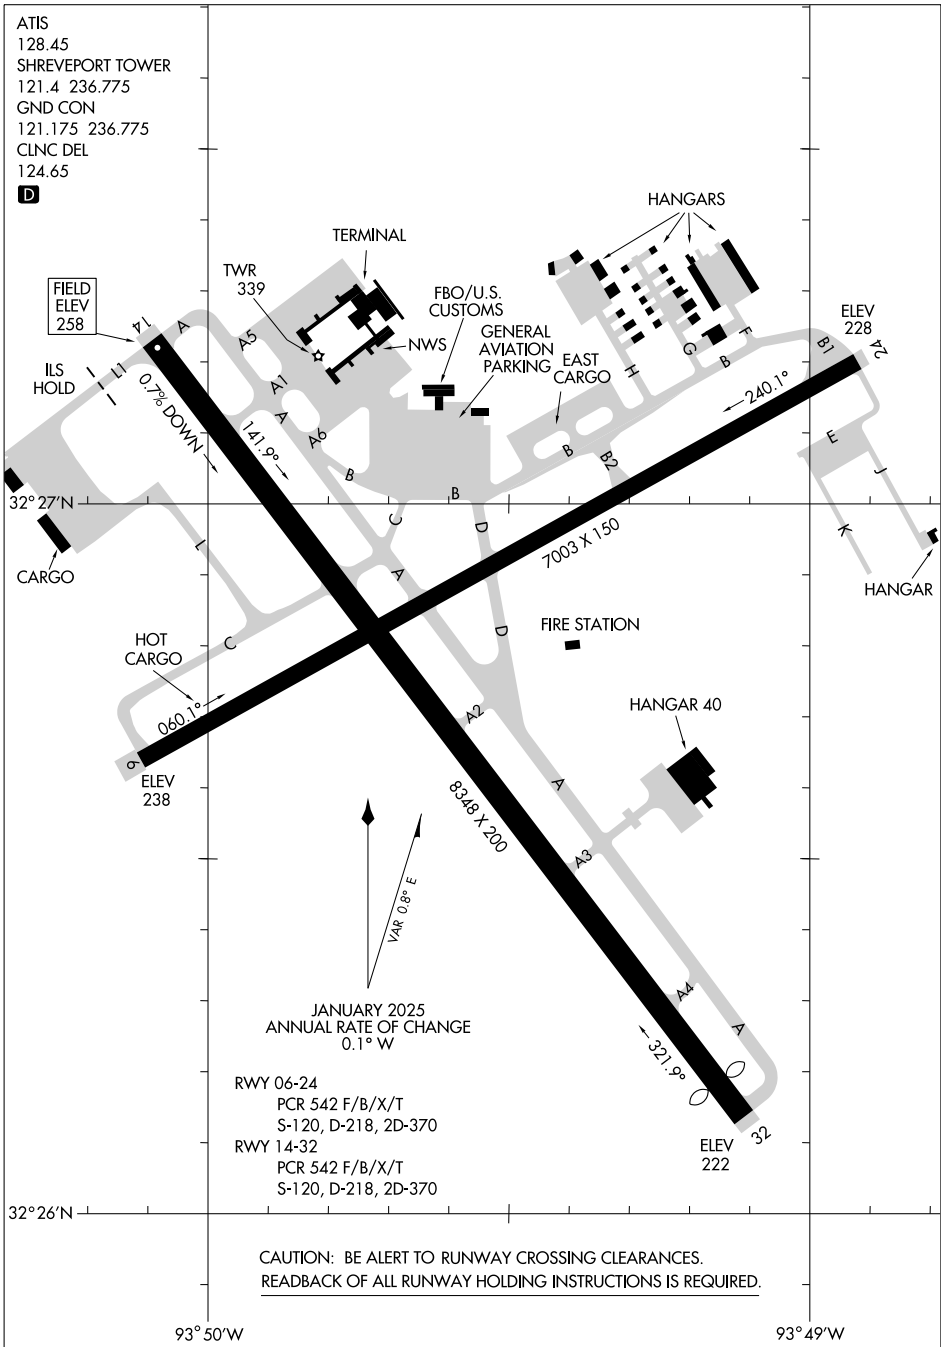 ATIS
128.45
SHREVEPORT TOWER
121.4 236.775
GND CON
121.175 236.775
CLNC DEL
124.65
D
HANGARS
TERMINAL
TWR
339
FBO/U.S.
CUSTOMS
FIELD
ELEV
258
ELEV
228
GENERAL
AVIATION
PARKING
NWS
EAST
CARGO
14
A
A5
F
B1
24
ILS
HOLD
L1
G
B
H
A1
0.7% DOWN
240.1°
A
A6
141.9°
E
B
B2
B
J
32°27'N
B
C
D
K
7003 X 150
L
CARGO
A
HANGAR
FIRE STATION
D
HOT
CARGO
C
060.1°
A2
HANGAR 40
6
ELEV
238
A
8348 X 200
A3
VAR 0.8° E
A4
JANUARY 2025
ANNUAL RATE OF CHANGE
0.1° W
A
321.9°
RWY 06-24
PCR 542 F/B/X/T
S-120, D-218, 2D-370
RWY 14-32
PCR 542 F/B/X/T
S-120, D-218, 2D-370
32
ELEV
222
32°26'N
CAUTION: BE ALERT TO RUNWAY CROSSING CLEARANCES.
READBACK OF ALL RUNWAY HOLDING INSTRUCTIONS IS REQUIRED.
93°50'W
93°49'W